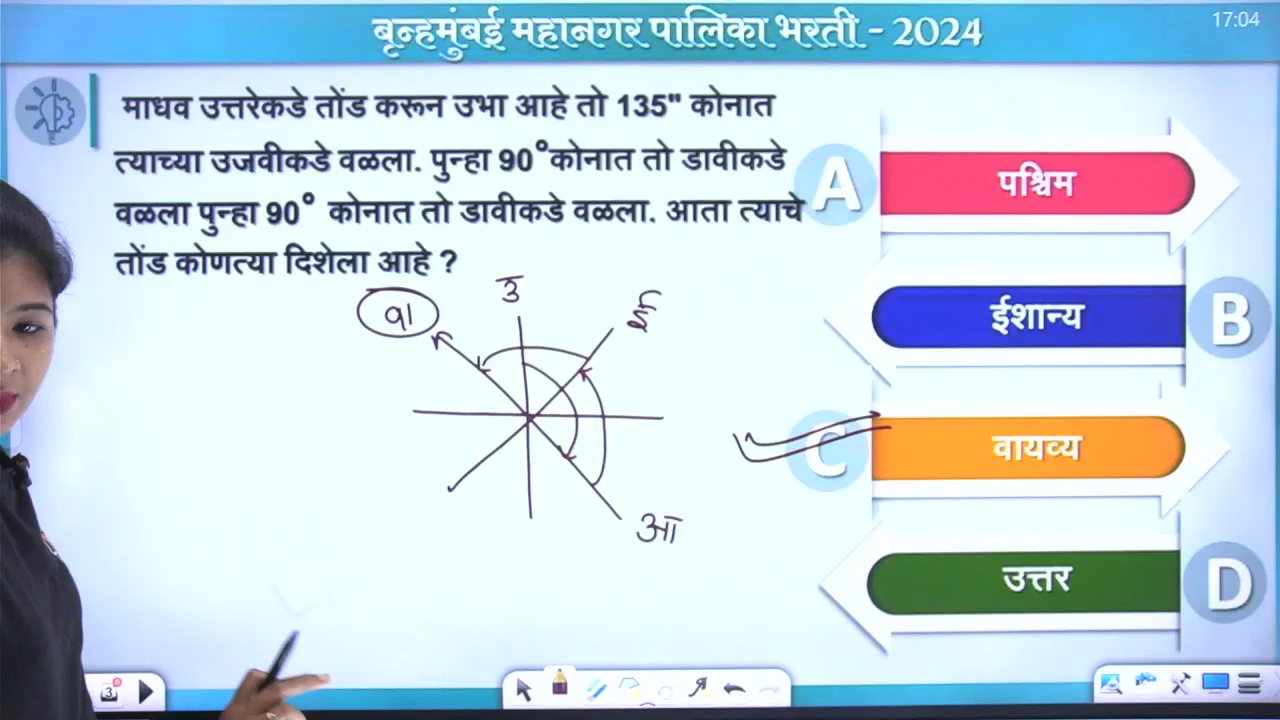 बृन्हमुंबई महानगर पालिका भरती - 2024
17:04
माधव उत्तरेकडे तोंड करून उभा आहे तो 135" कोनात
त्याच्या उजवीकडे वळला. पुन्हा 90° कोनात तो डावीकडे
वळला पुन्हा 90° कोनात तो डावीकडे वळला. आता त्याचे
तोंड कोणत्या दिशेला आहे ?
A पश्चिम
ईशान्य B
C वायव्य
उत्तर D
उ
ई
वा
आ
3